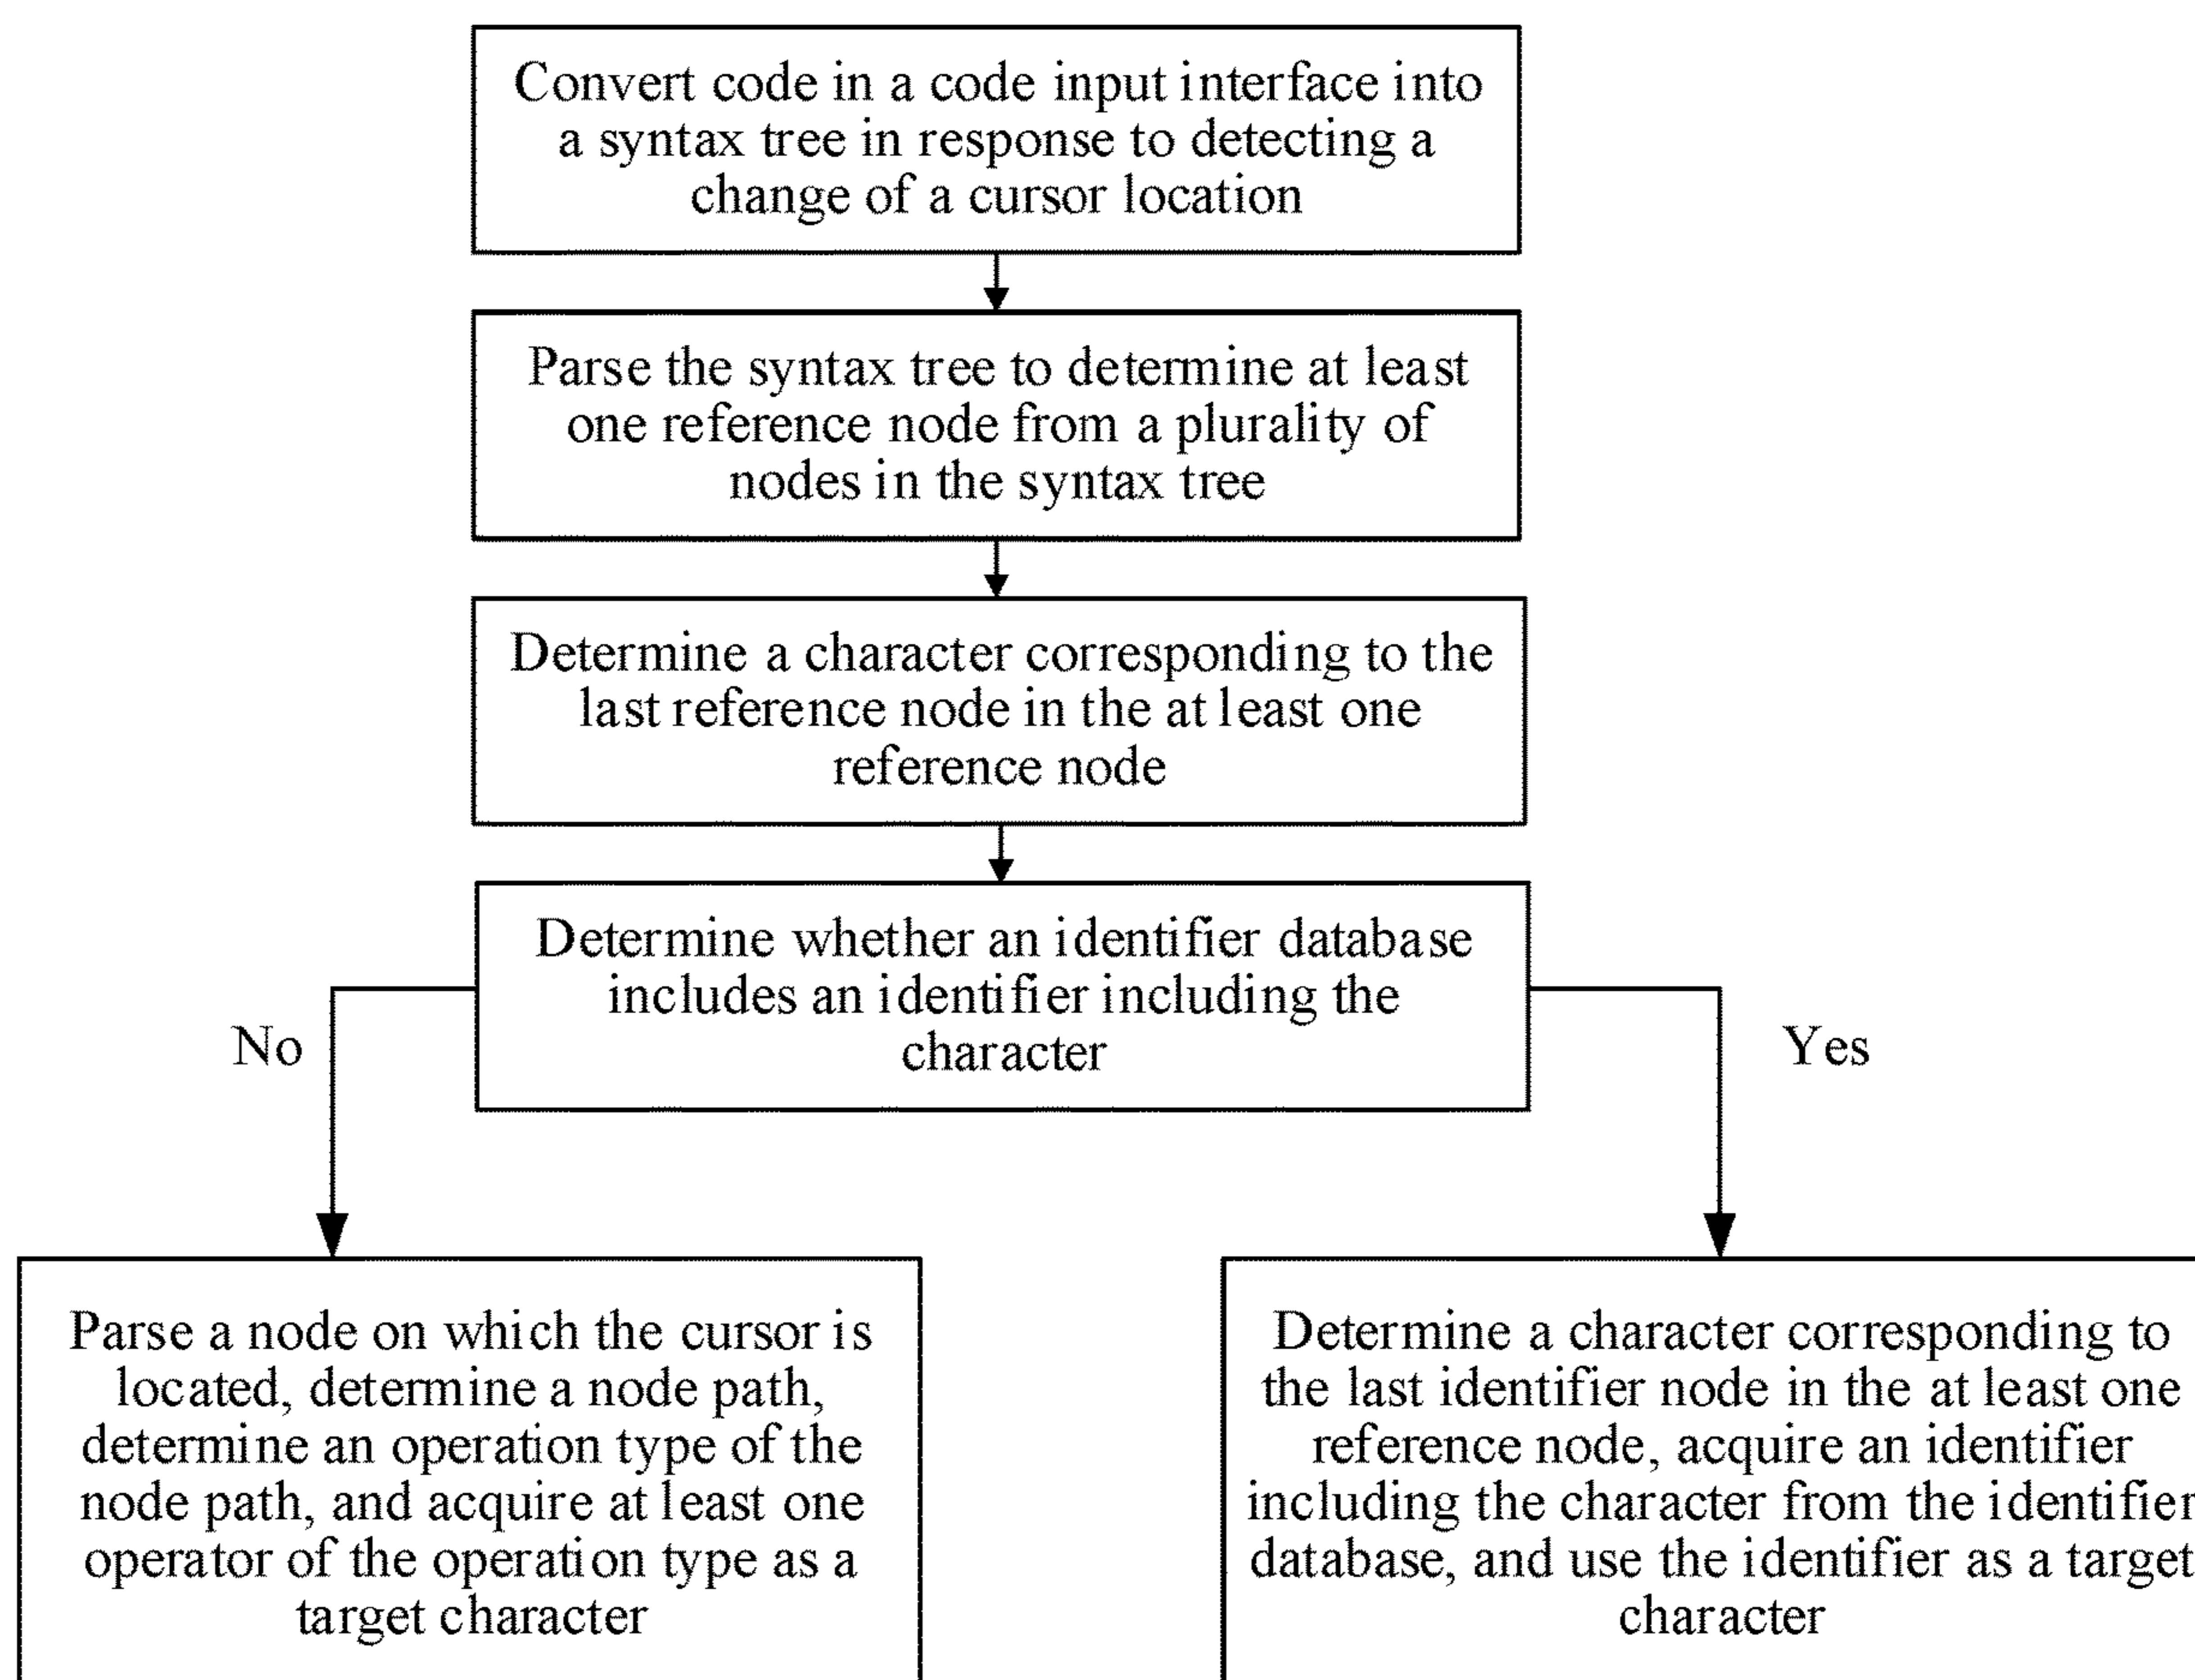 Convert code in a code input interface into
a syntax tree in response to detecting a
change of a cursor location
Parse the syntax tree to determine at least
one reference node from a plurality of
nodes in the syntax tree
Determine a character corresponding to the
last reference node in the at least one
reference node
Determine whether an identifier database
includes an identifier including the
character
No
Yes
Parse a node on which the cursor is
located, determine a node path,
determine an operation type of the
node path, and acquire at least one
operator of the operation type as a
target character
Determine a character corresponding to
the last identifier node in the at least one
reference node, acquire an identifier
including the character from the identifier
database, and use the identifier as a target
character